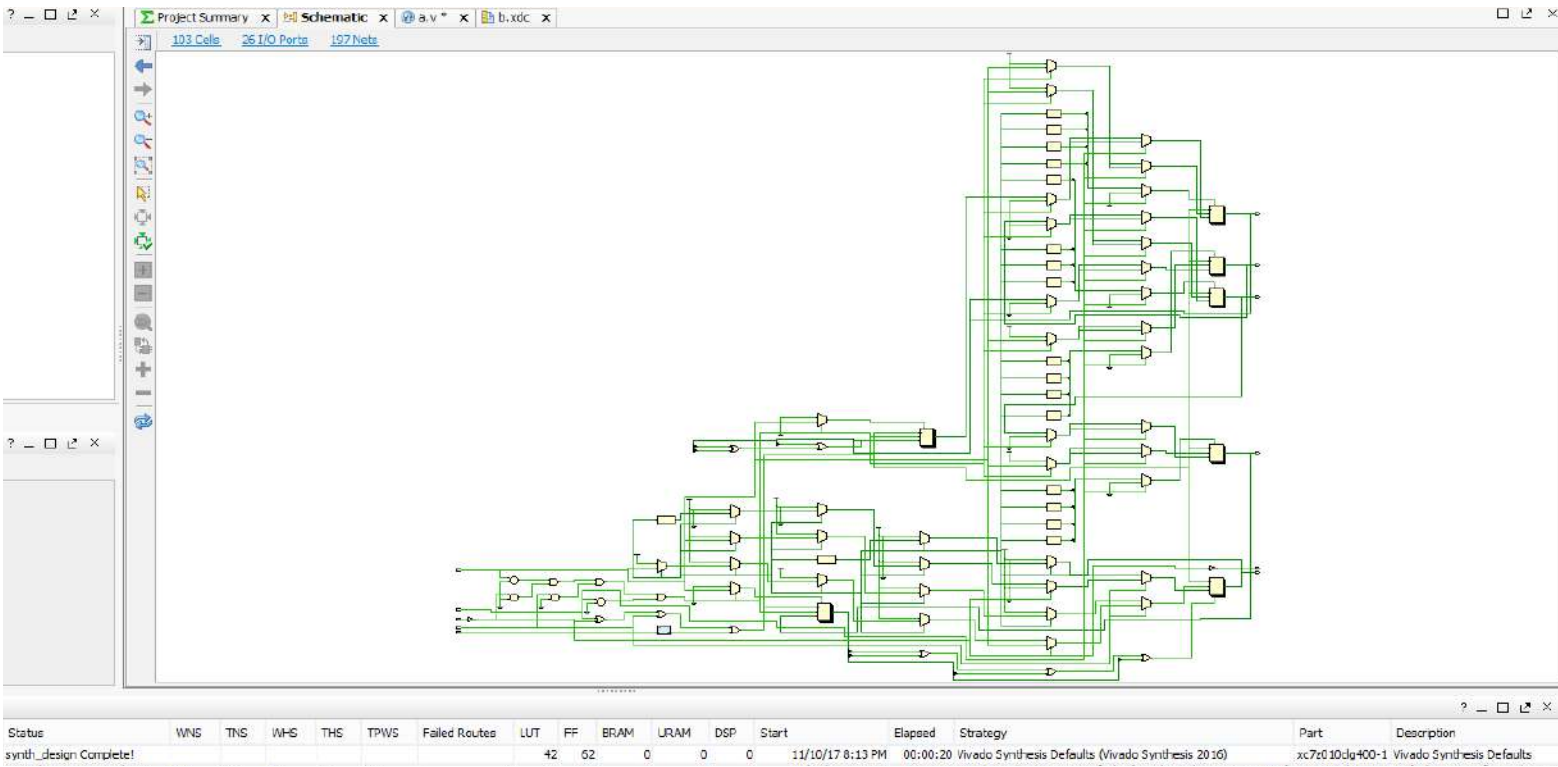 Project Summary
Schematic
a.v *
b.xdc
103 Cells 26 I/O Ports 197 Nets
Status WNS TNS WHS THS TPWS Failed Routes LUT FF BRAM URAM DSP Start Elapsed Strategy Part Description
synth_design Complete! 42 62 0 0 0 11/10/17 8:13 PM 00:00:20 Vivado Synthesis Defaults (Vivado Synthesis 2016) xc7z010clg400-1 Vivado Synthesis Defaults